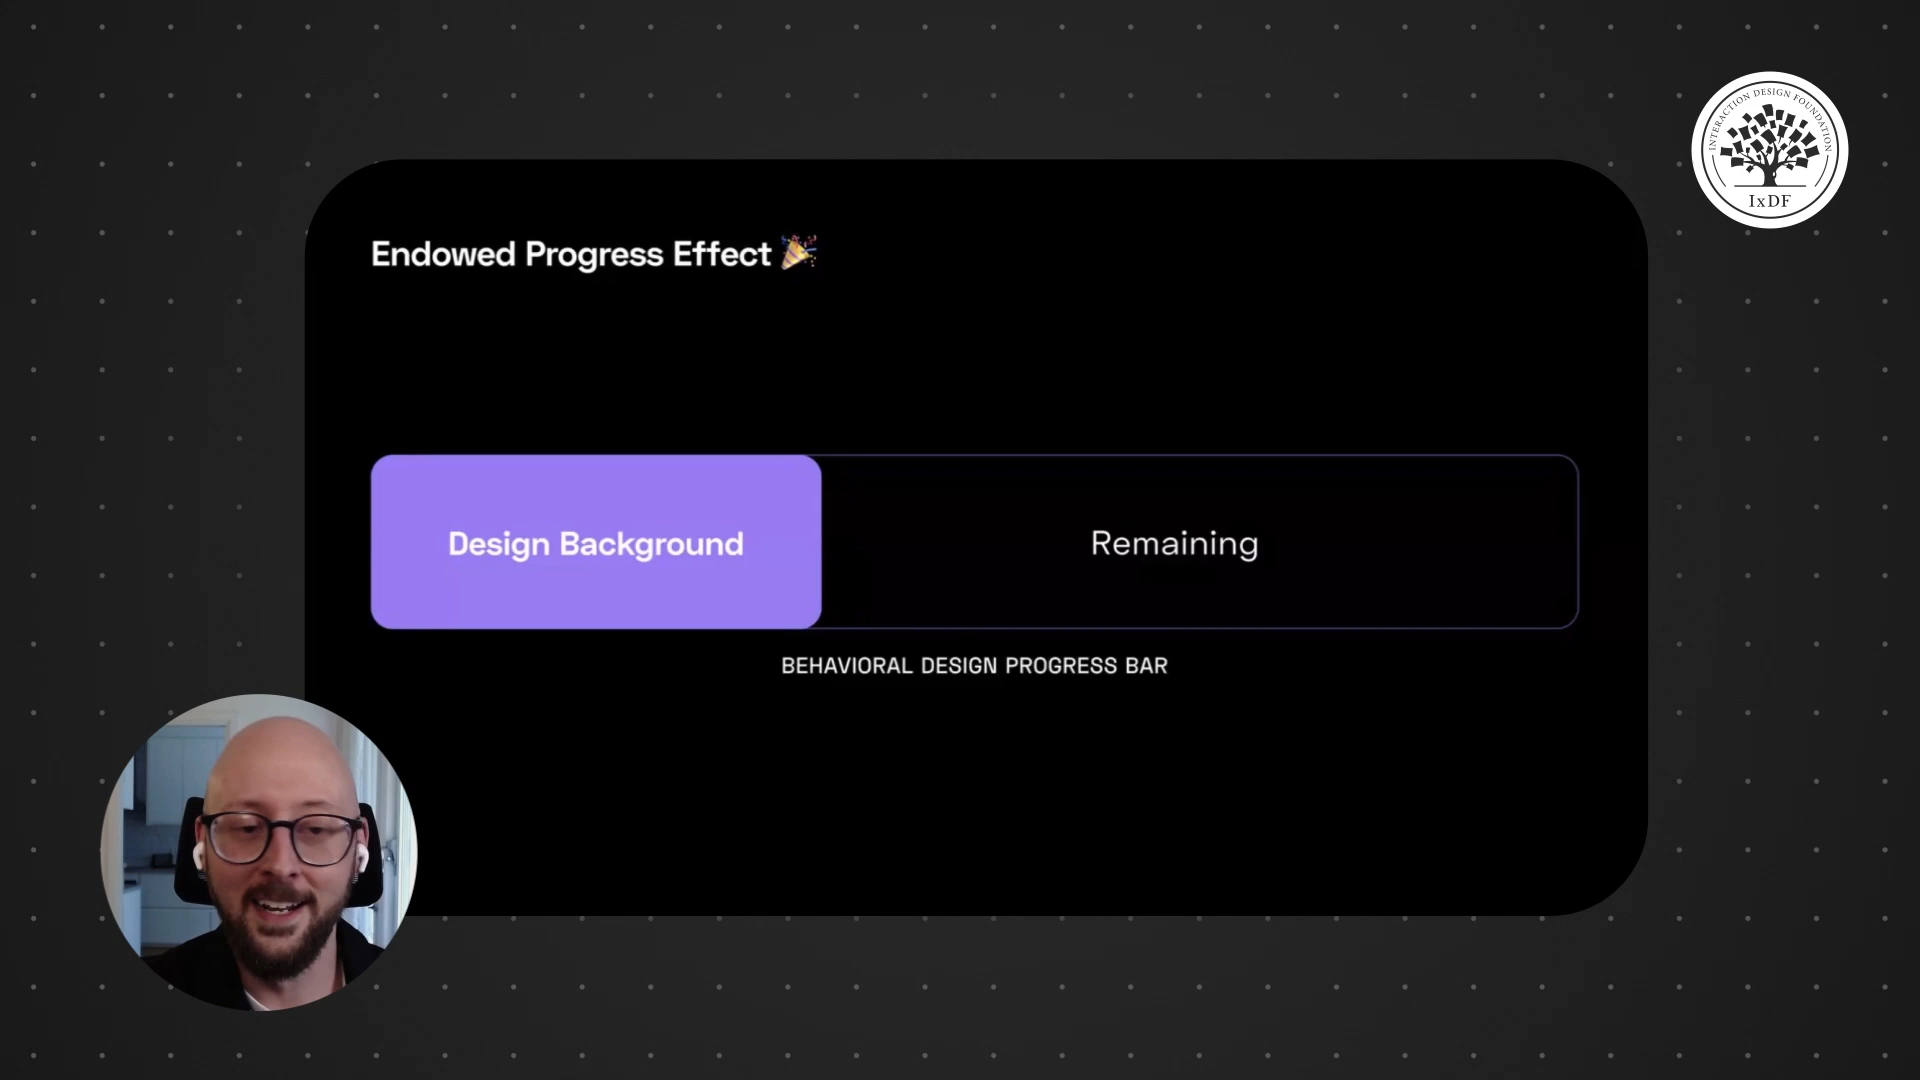 INTERACTION DESIGN FOUNDATION
IxDF
Endowed Progress Effect 🎉
Design Background
Remaining
BEHAVIORAL DESIGN PROGRESS BAR